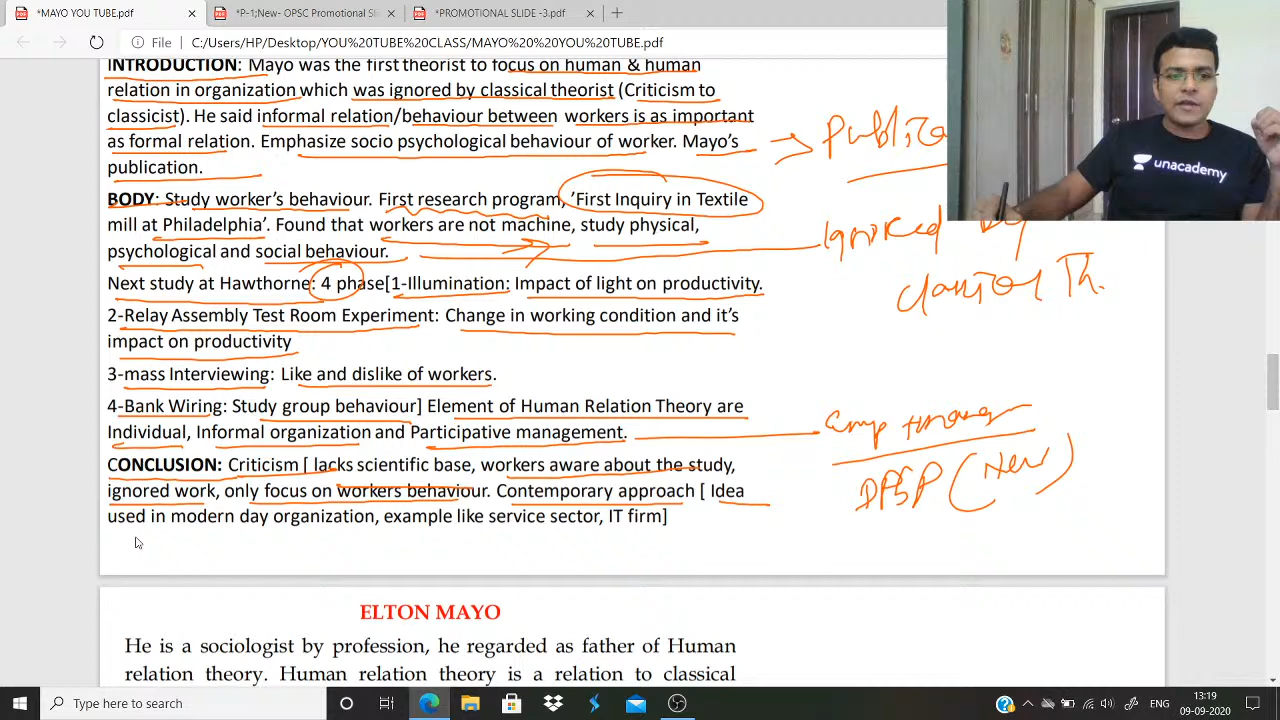 *MAYO YOU TUBE.pdf
*P-1;New- OPSC Promotional Sli
*PROMOTIONAL SLIDE -3.pdf
File C:/Users/HP/Desktop/YOU%20TUBE%20CLASS/MAYO%20%20YOU%20TUBE.pdf
INTRODUCTION: Mayo was the first theorist to focus on human & human
relation in organization which was ignored by classical theorist (Criticism to
classicist). He said informal relation/behaviour between workers is as important
as formal relation. Emphasize socio psychological behaviour of worker. Mayo's
publication.
BODY: Study worker's behaviour. First research program, 'First Inquiry in Textile
mill at Philadelphia'. Found that workers are not machine, study physical,
psychological and social behaviour.
Next study at Hawthorne: 4 phase[1-Illumination: Impact of light on productivity.
2-Relay Assembly Test Room Experiment: Change in working condition and it's
impact on productivity
3-mass Interviewing: Like and dislike of workers.
4-Bank Wiring: Study group behaviour] Element of Human Relation Theory are
Individual, Informal organization and Participative management.
CONCLUSION: Criticism [ lacks scientific base, workers aware about the study,
ignored work, only focus on workers behaviour. Contemporary approach [ Idea
used in modern day organization, example like service sector, IT firm]
Ignored by
DPSP (New)
unacademy
ELTON MAYO
He is a sociologist by profession, he regarded as father of Human
relation theory. Human relation theory is a relation to classical
Type here to search
ENG
13:19
09-09-2020